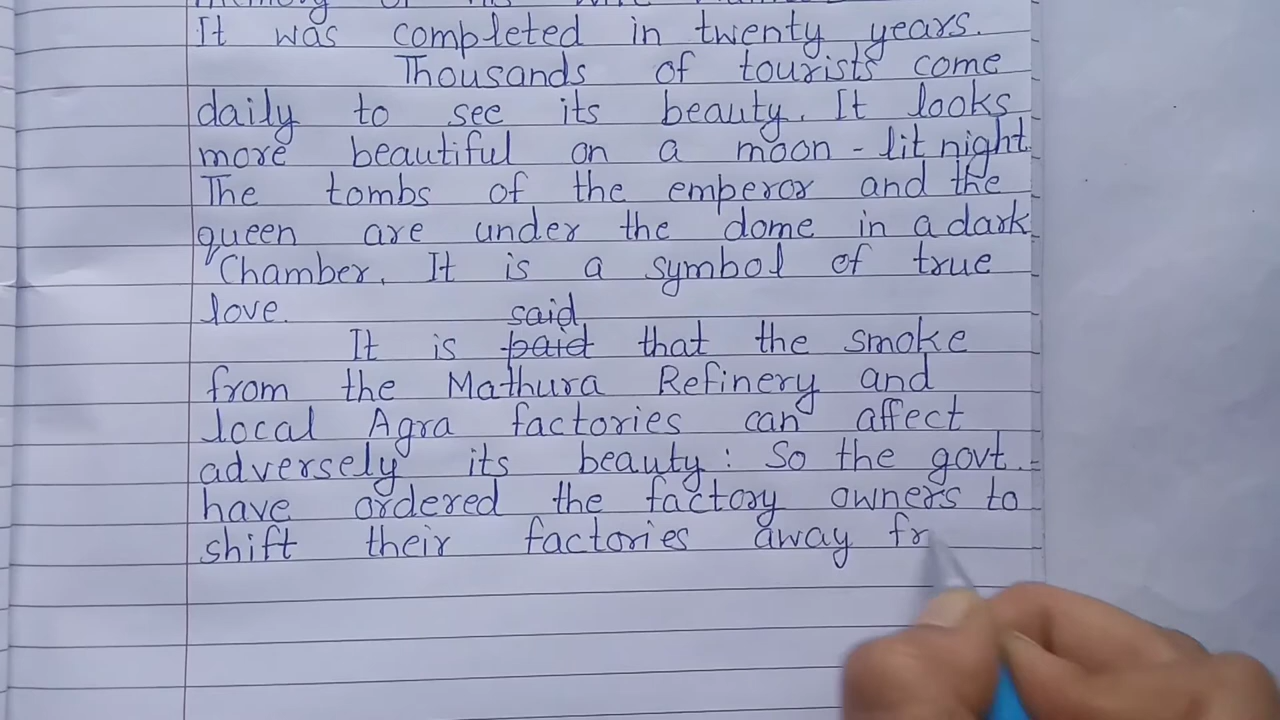 It was completed in twenty years.
Thousands of tourists come
daily to see its beauty. It looks
more beautiful on a moon - lit night.
The tombs of the emperor and the
queen are under the dome in a dark
Chamber. It is a symbol of true
love.
said
It is paid that the smoke
from the Mathura Refinery and
local Agra factories can affect
adversely its beauty : So the govt.
have ordered the factory owners to
shift their factories away fr